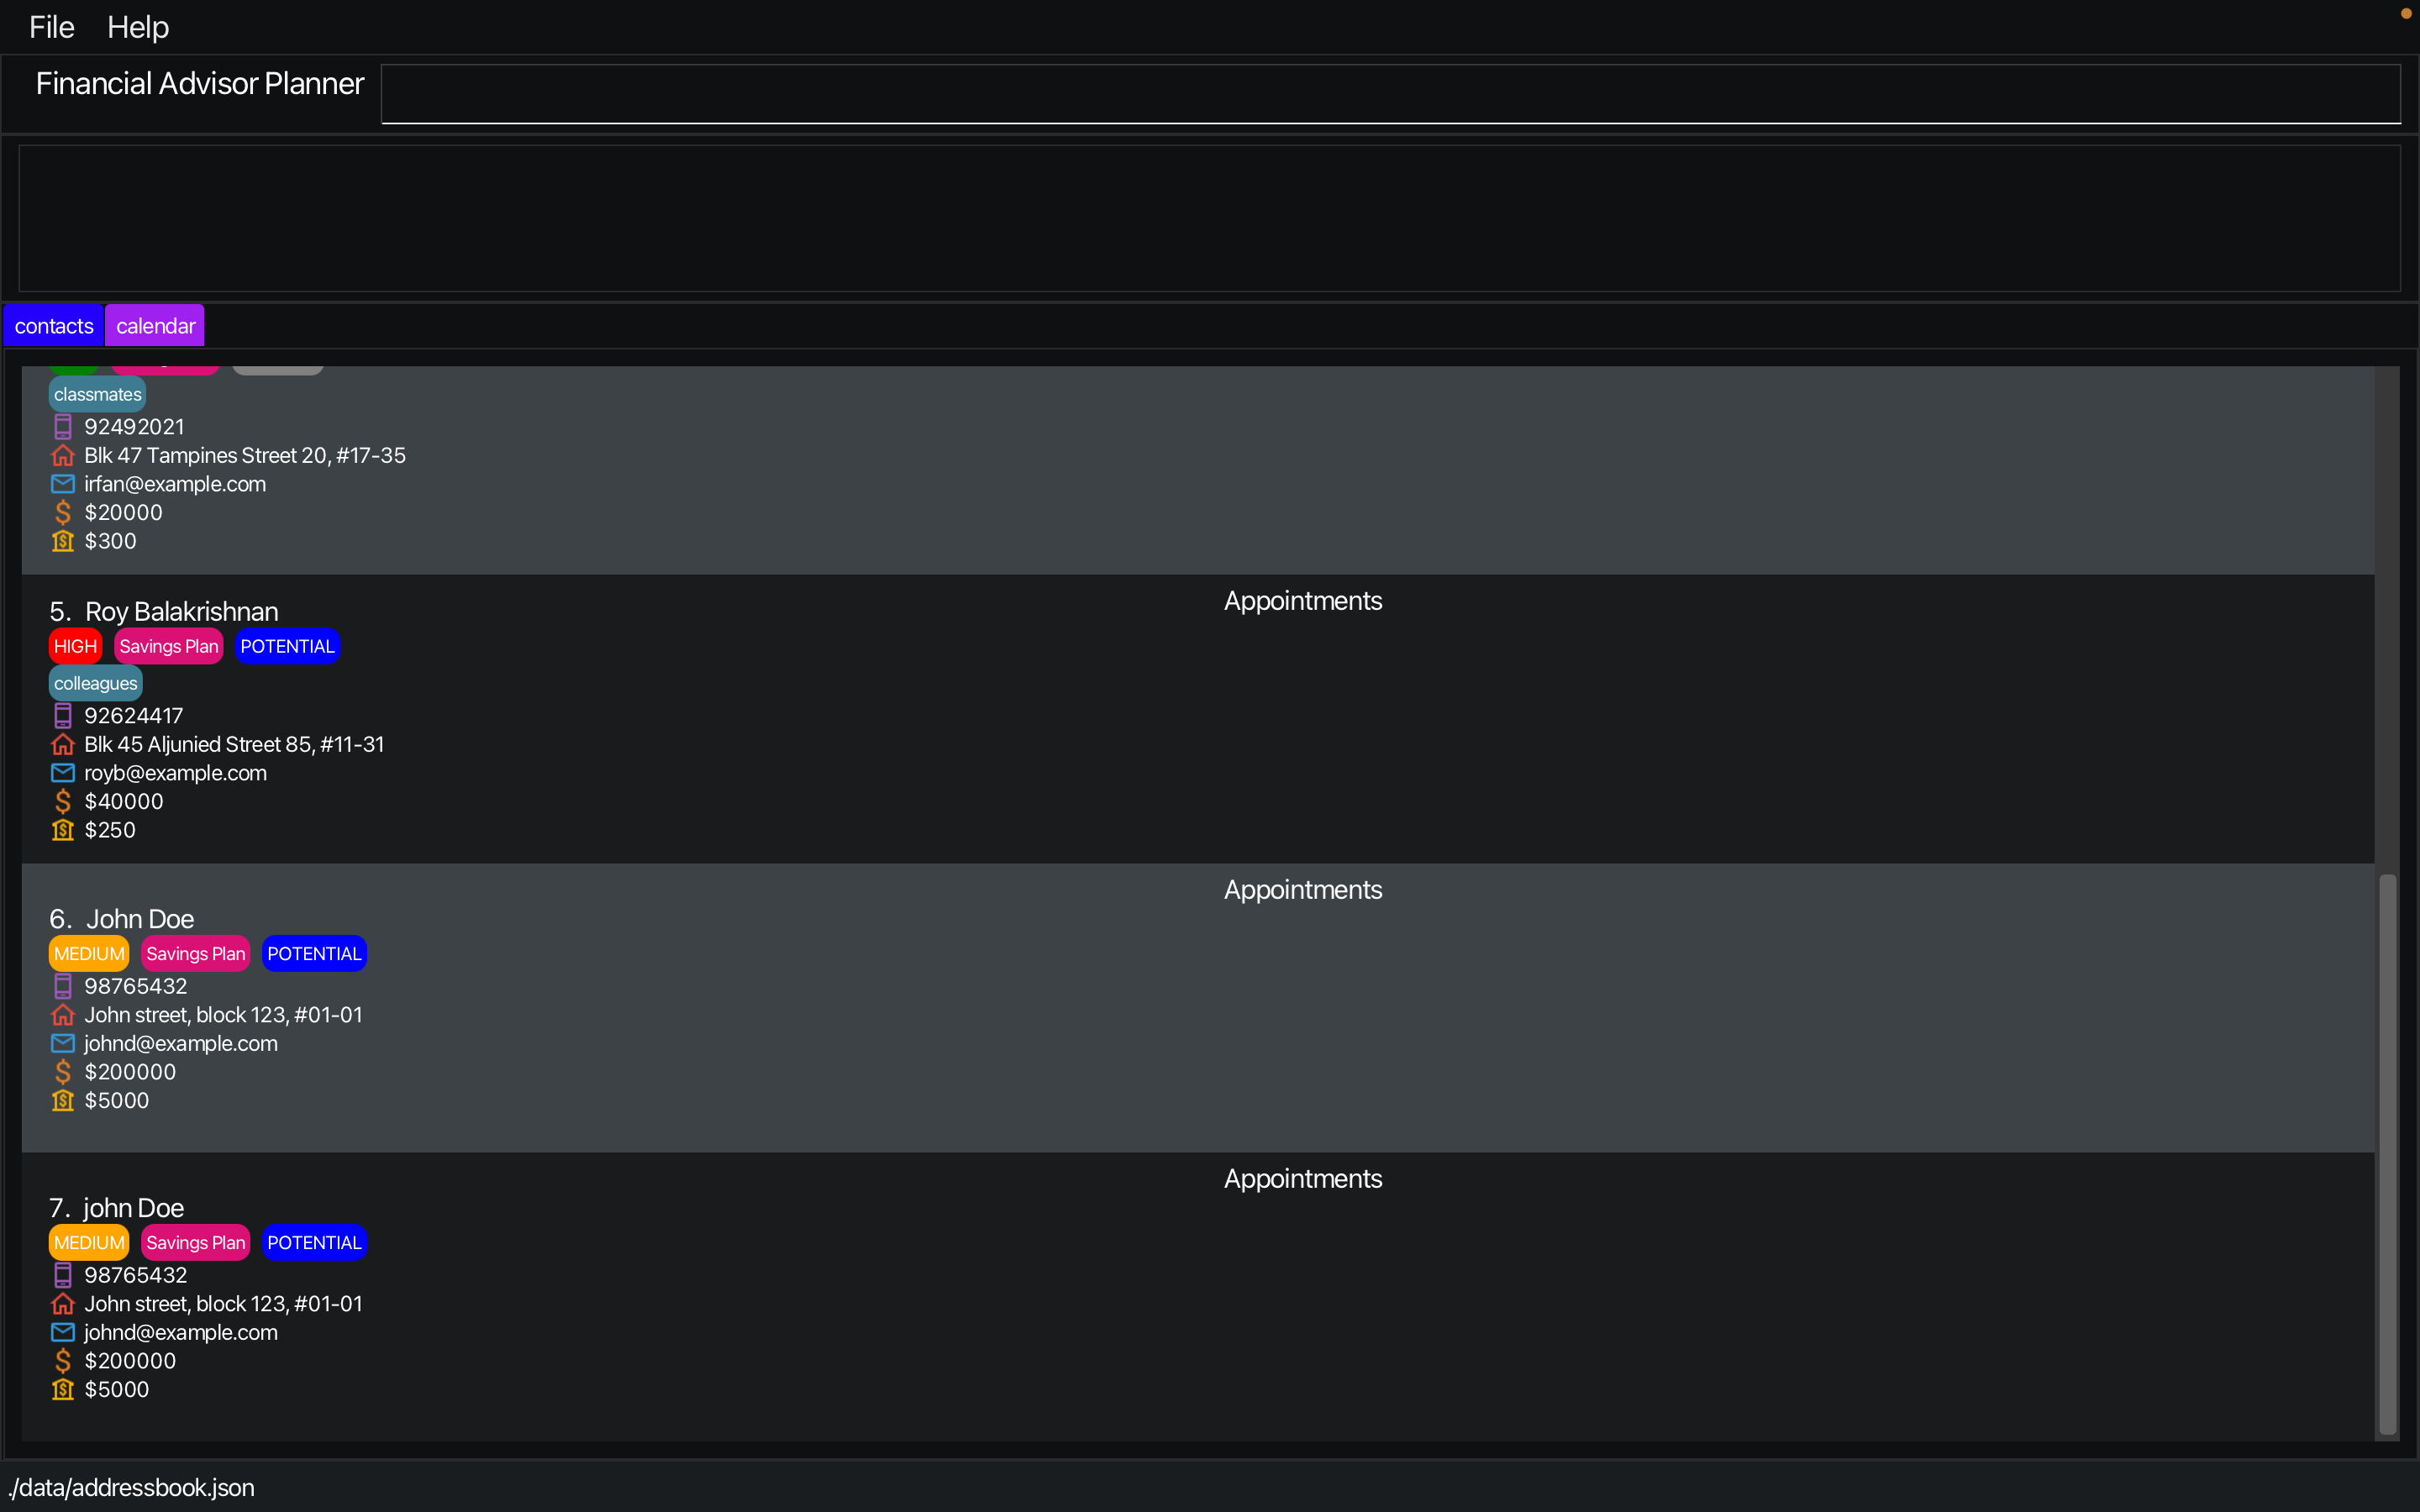 File Help
Financial Advisor Planner
contacts calendar
classmates
92492021
Blk 47 Tampines Street 20, #17-35
irfan@example.com
$20000
$300
Appointments
5. Roy Balakrishnan
HIGH Savings Plan POTENTIAL
colleagues
92624417
Blk 45 Aljunied Street 85, #11-31
royb@example.com
$40000
$250
Appointments
6. John Doe
MEDIUM Savings Plan POTENTIAL
98765432
John street, block 123, #01-01
johnd@example.com
$200000
$5000
Appointments
7. john Doe
MEDIUM Savings Plan POTENTIAL
98765432
John street, block 123, #01-01
johnd@example.com
$200000
$5000
./data/addressbook.json